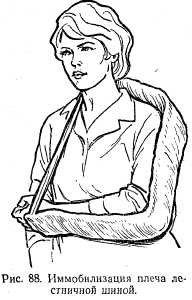 Рис. 88. Иммобилизация плеча ле-
стничной шиной.